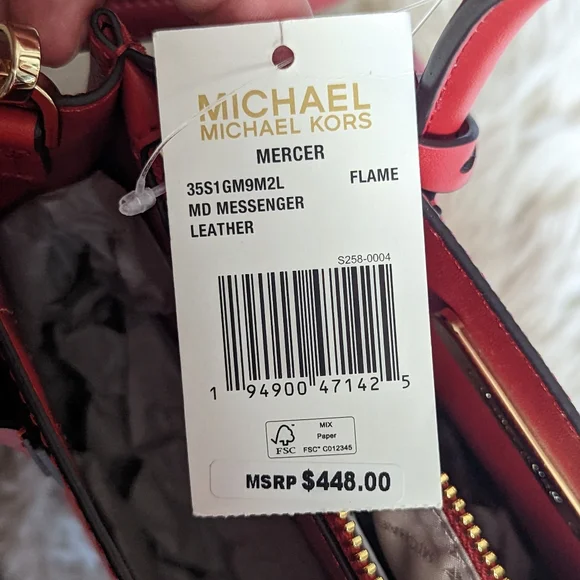 MICHAEL
MICHAEL KORS
MERCER
35S1GM9M2L FLAME
MD MESSENGER
LEATHER
S258-0004
1 94900 47142 5
MIX
Paper
FSC FSC® C012345
MSRP $448.00